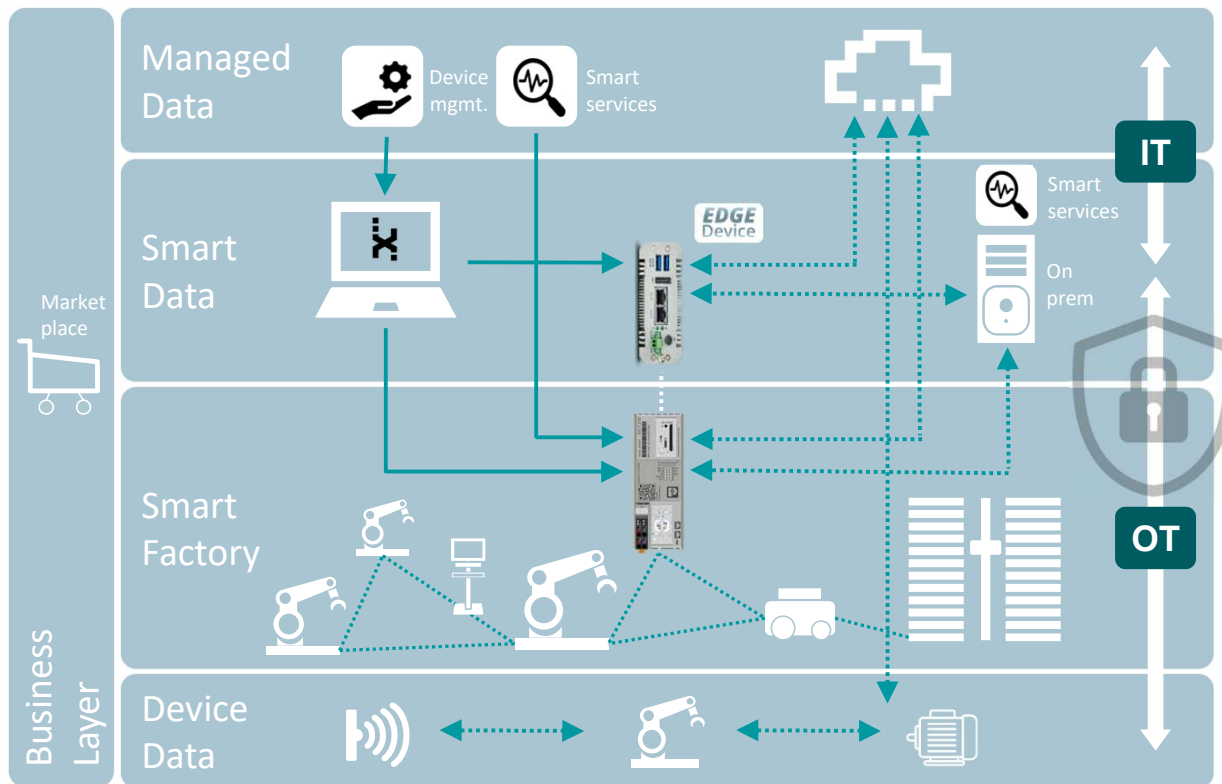 Managed
Data
Device
mgmt.
Smart
services
IT
Smart
services
EDGE
Device
Smart
Data
On
prem
Market
place
Smart
Factory
OT
Business
Layer
Device
Data